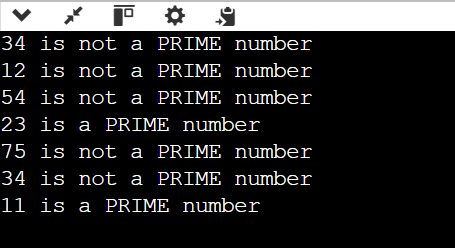 34 is not a PRIME number
12 is not a PRIME number
54 is not a PRIME number
23 is a PRIME number
75 is not a PRIME number
34 is not a PRIME number
11 is a PRIME number